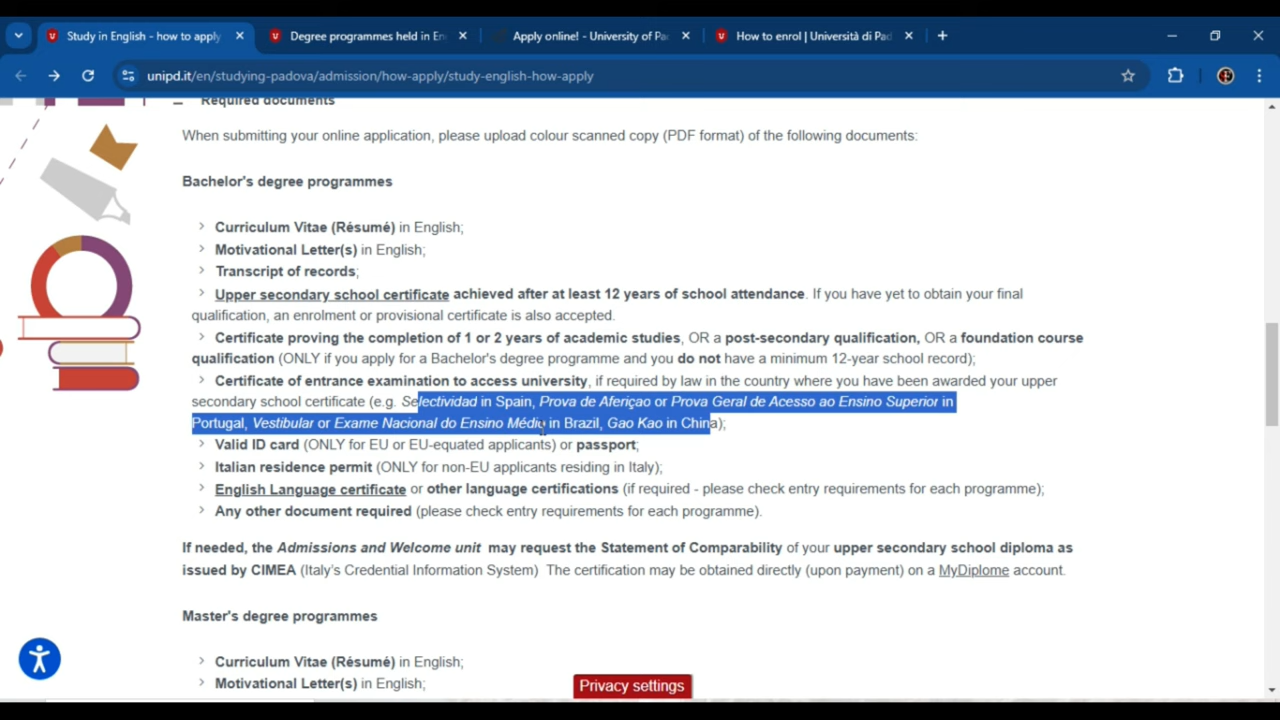 Study in English - how to apply
Degree programmes held in En
Apply online! - University of Pa
How to enrol | Università di Pad
unipd.it/en/studying-padova/admission/how-apply/study-english-how-apply
Required documents
When submitting your online application, please upload colour scanned copy (PDF format) of the following documents:
Bachelor's degree programmes
Curriculum Vitae (Résumé) in English;
Motivational Letter(s) in English;
Transcript of records;
Upper secondary school certificate achieved after at least 12 years of school attendance. If you have yet to obtain your final
qualification, an enrolment or provisional certificate is also accepted.
Certificate proving the completion of 1 or 2 years of academic studies, OR a post-secondary qualification, OR a foundation course
qualification (ONLY if you apply for a Bachelor's degree programme and you do not have a minimum 12-year school record);
Certificate of entrance examination to access university, if required by law in the country where you have been awarded your upper
secondary school certificate (e.g. Selectividad in Spain, Prova de Aferiçao or Prova Geral de Acesso ao Ensino Superior in
Portugal, Vestibular or Exame Nacional do Ensino Médio in Brazil, Gao Kao in China);
Valid ID card (ONLY for EU or EU-equated applicants) or passport;
Italian residence permit (ONLY for non-EU applicants residing in Italy);
English Language certificate or other language certifications (if required - please check entry requirements for each programme);
Any other document required (please check entry requirements for each programme).
If needed, the Admissions and Welcome unit may request the Statement of Comparability of your upper secondary school diploma as
issued by CIMEA (Italy's Credential Information System) The certification may be obtained directly (upon payment) on a MyDiplome account.
Master's degree programmes
Curriculum Vitae (Résumé) in English;
Motivational Letter(s) in English;
Privacy settings